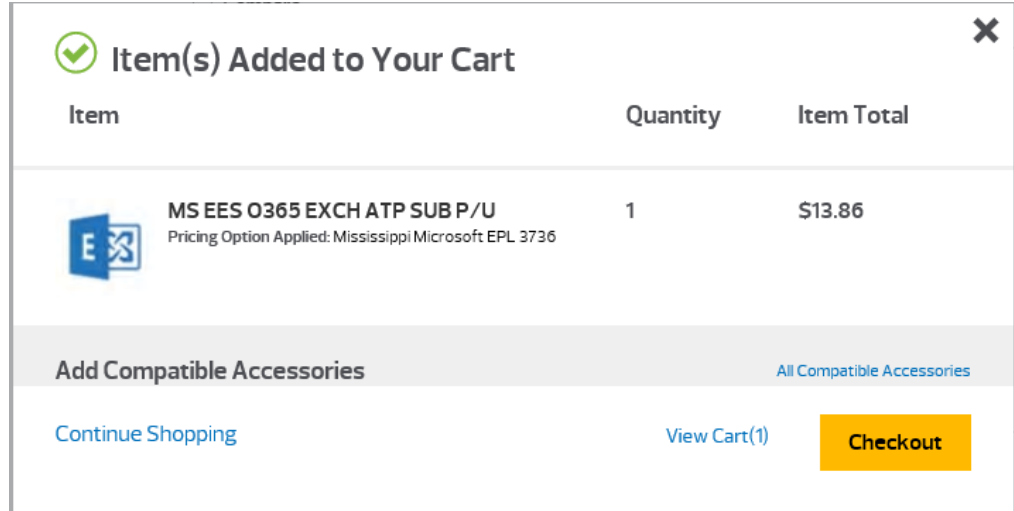 Item(s) Added to Your Cart
Item Quantity Item Total
MS EES O365 EXCH ATP SUB P/U 1 $13.86
Pricing Option Applied: Mississippi Microsoft EPL 3736
E
Add Compatible Accessories All Compatible Accessories
Continue Shopping View Cart(1) Checkout